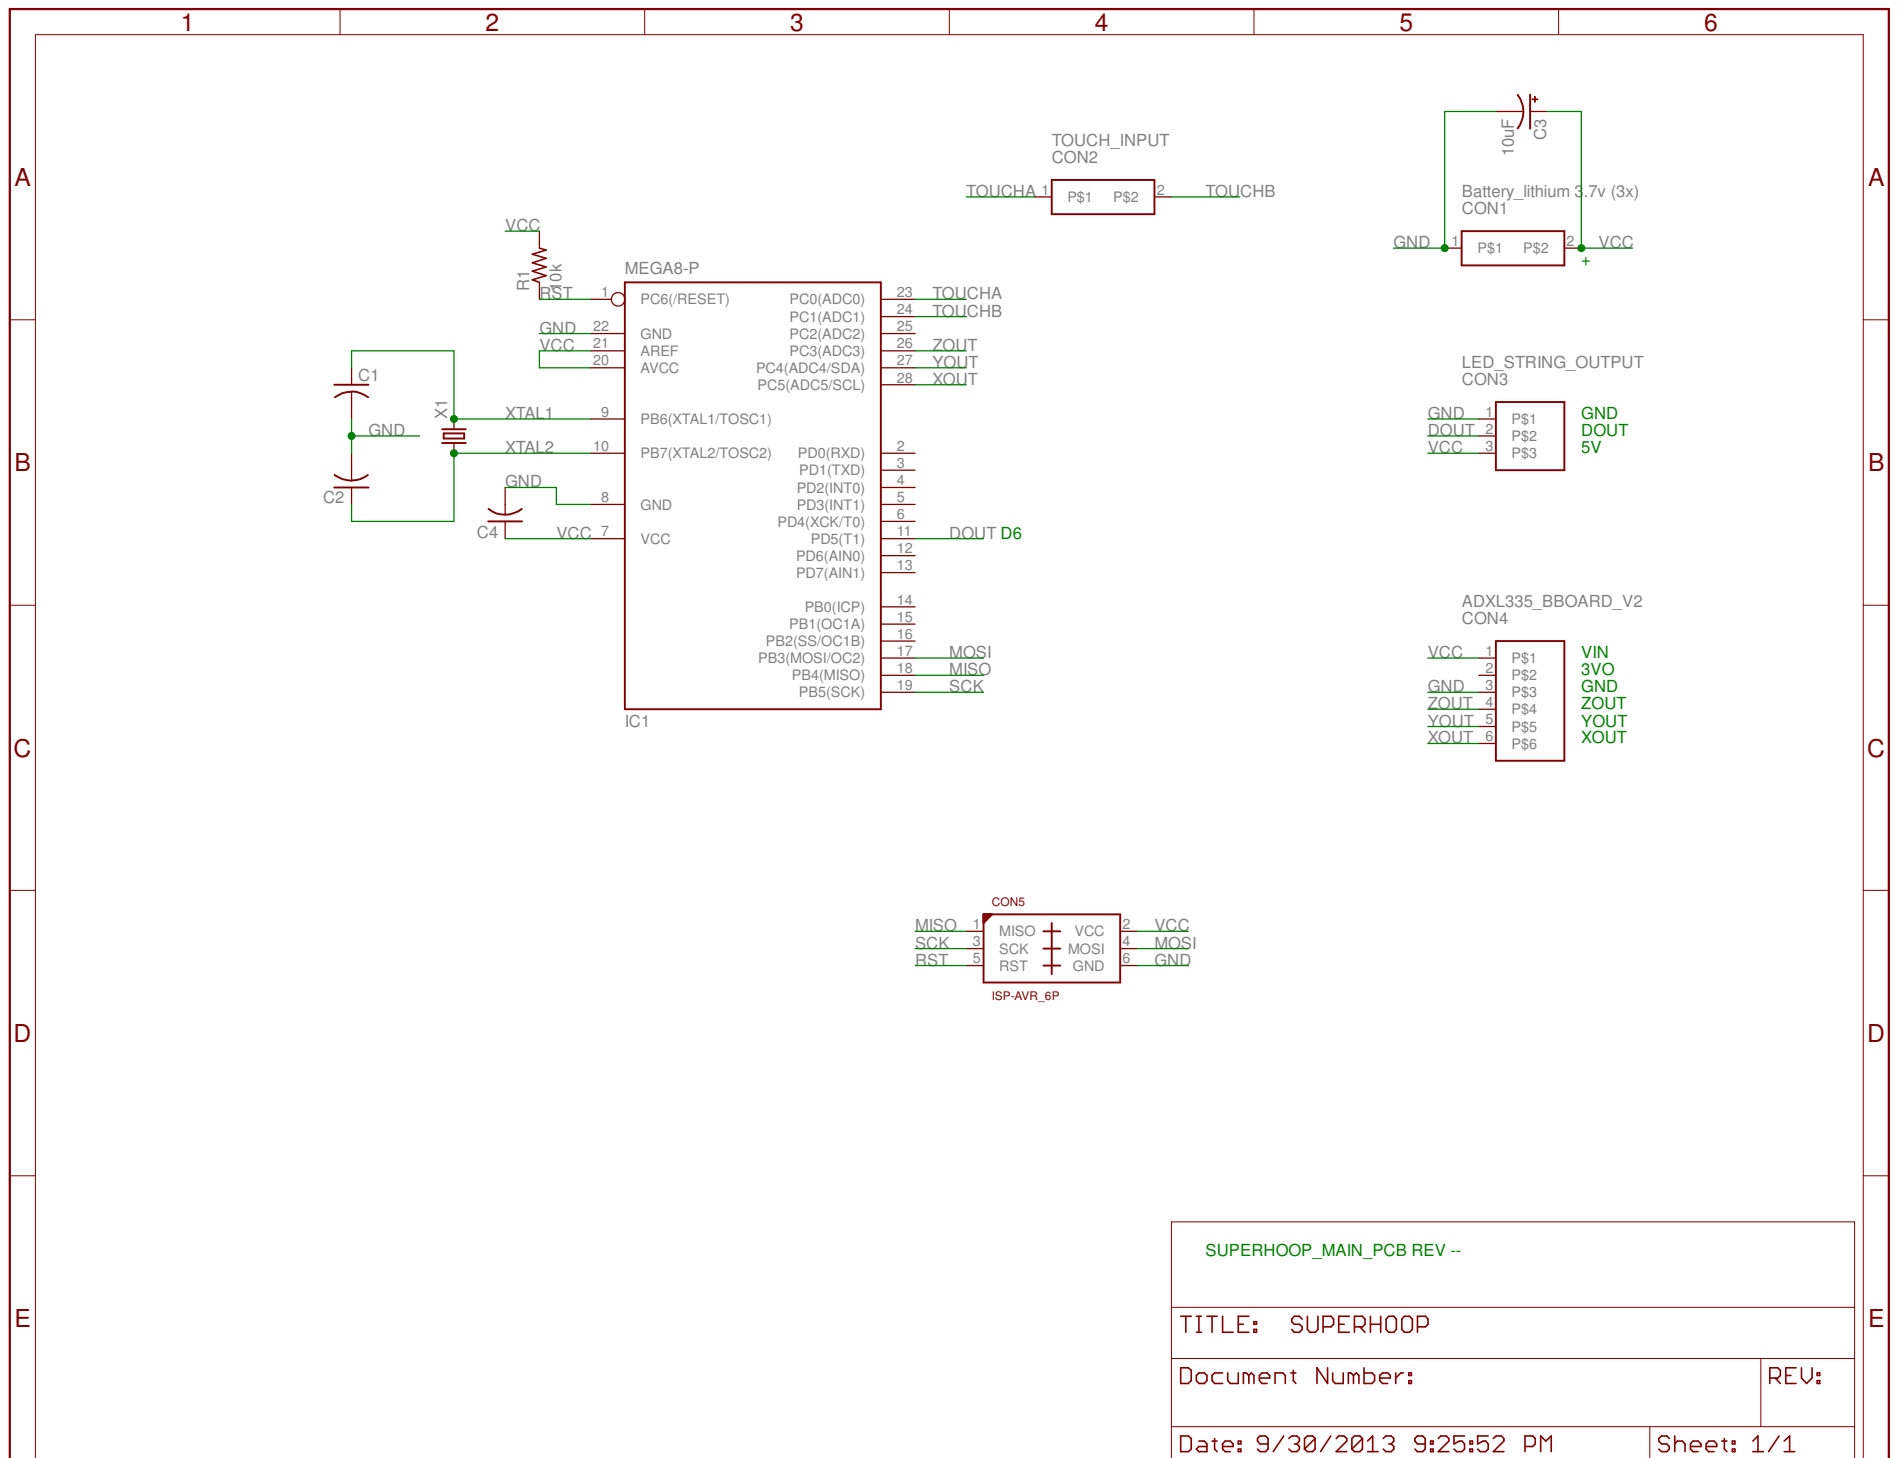 1 2 3 4 5 6
A A
B B
C C
D D
E E
10uF
C3
TOUCH_INPUT
CON2
TOUCHA 1 P$1 P$2 2 TOUCHB
Battery_lithium 3.7v (3x)
CON1
GND 1 P$1 P$2 2 VCC
+
VCC
R1
10k
MEGA8-P
RST 1 PC6(/RESET) PC0(ADC0) 23 TOUCHA
PC1(ADC1) 24 TOUCHB
GND 22 GND PC2(ADC2) 25
VCC 21 AREF PC3(ADC3) 26 ZOUT
20 AVCC PC4(ADC4/SDA) 27 YOUT
PC5(ADC5/SCL) 28 XOUT
C1
X1
XTAL1 9 PB6(XTAL1/TOSC1)
GND
XTAL2 10 PB7(XTAL2/TOSC2) PD0(RXD) 2
PD1(TXD) 3
C2
GND PD2(INT0) 4
8 GND PD3(INT1) 5
PD4(XCK/T0) 6
C4 VCC 7 VCC PD5(T1) 11 DOUT D6
PD6(AIN0) 12
PD7(AIN1) 13
PB0(ICP) 14
PB1(OC1A) 15
PB2(SS/OC1B) 16
PB3(MOSI/OC2) 17 MOSI
PB4(MISO) 18 MISO
PB5(SCK) 19 SCK
IC1
LED_STRING_OUTPUT
CON3
GND 1 P$1 GND
DOUT 2 P$2 DOUT
VCC 3 P$3 5V
ADXL335_BBOARD_V2
CON4
VCC 1 P$1 VIN
2 P$2 3VO
GND 3 P$3 GND
ZOUT 4 P$4 ZOUT
YOUT 5 P$5 YOUT
XOUT 6 P$6 XOUT
CON5
MISO 1 MISO VCC 2 VCC
SCK 3 SCK MOSI 4 MOSI
RST 5 RST GND 6 GND
ISP-AVR_6P
SUPERHOOP_MAIN_PCB REV --
TITLE: SUPERHOOP
Document Number: REV:
Date: 9/30/2013 9:25:52 PM Sheet: 1/1